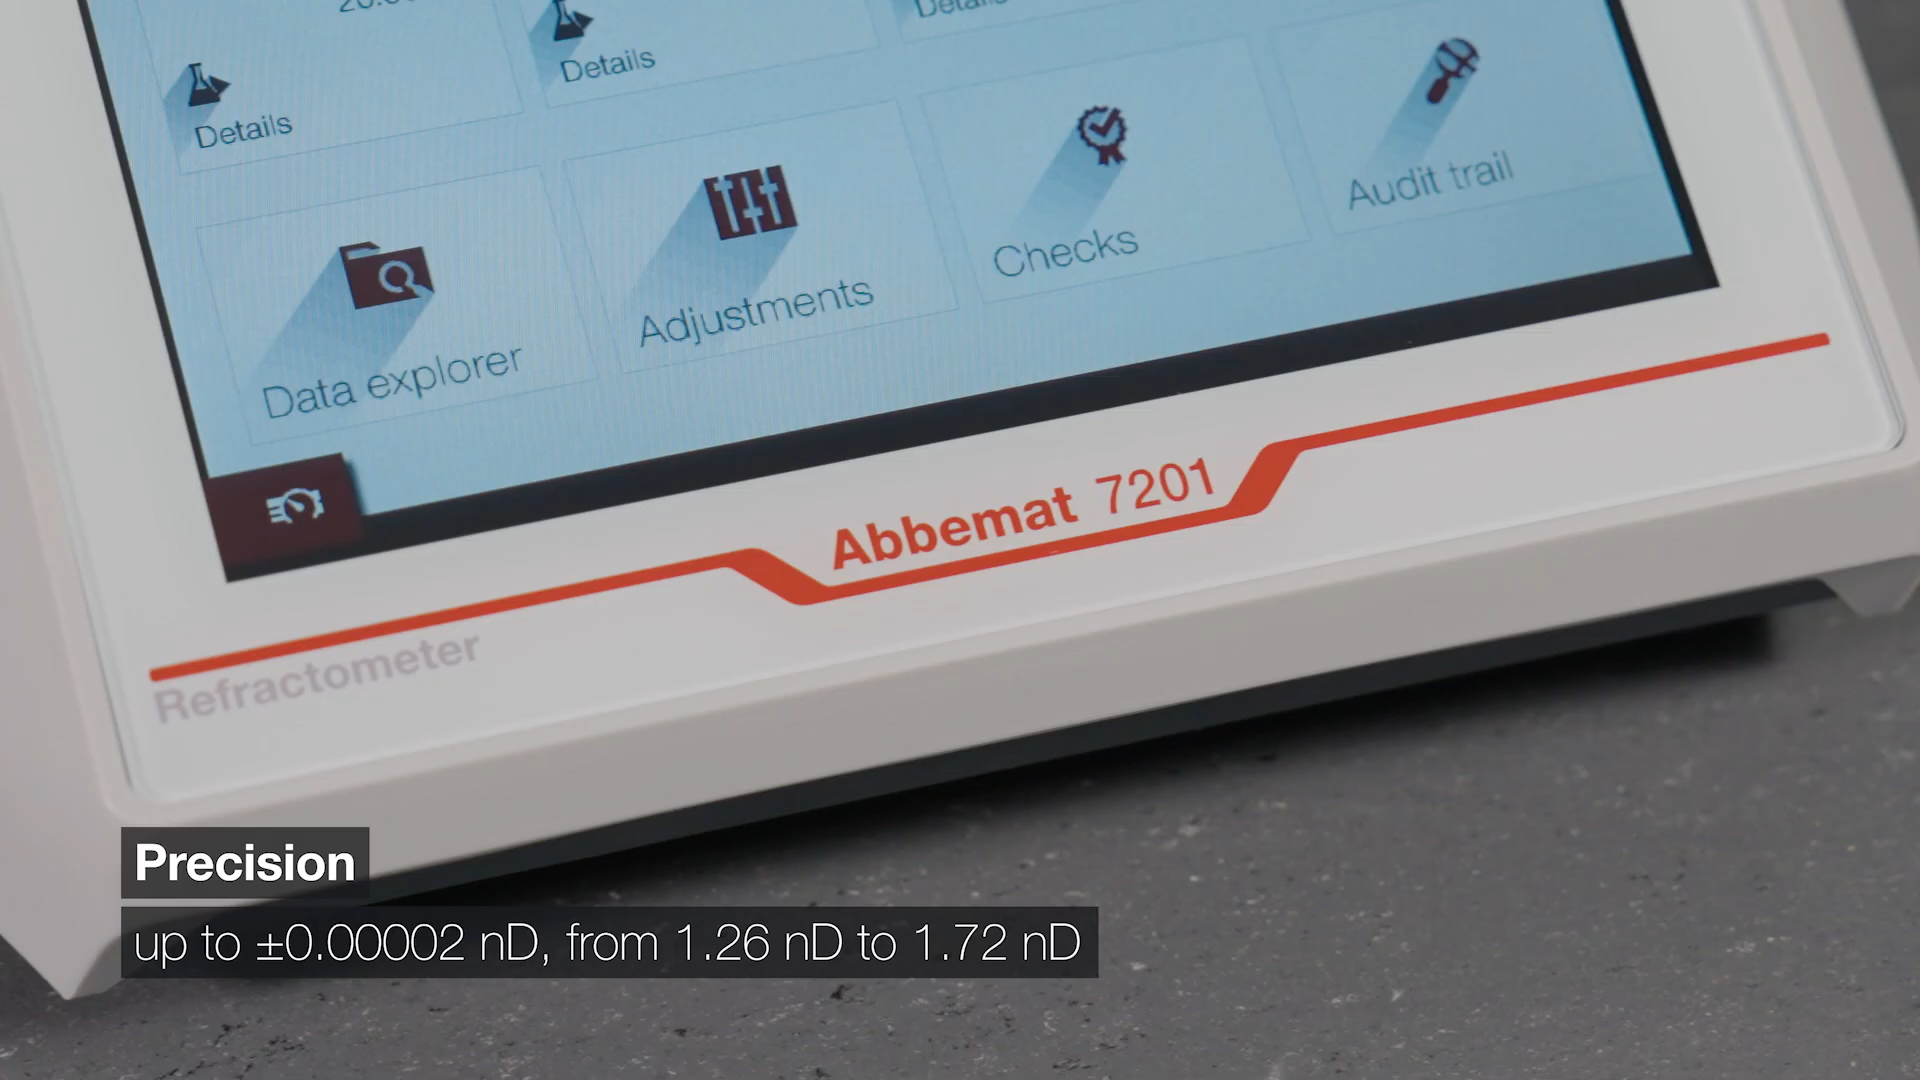 Details
Details
Details
Data explorer
Adjustments
Checks
Audit trail
Abbemat 7201
Refractometer
Precision
up to ±0.00002 nD, from 1.26 nD to 1.72 nD